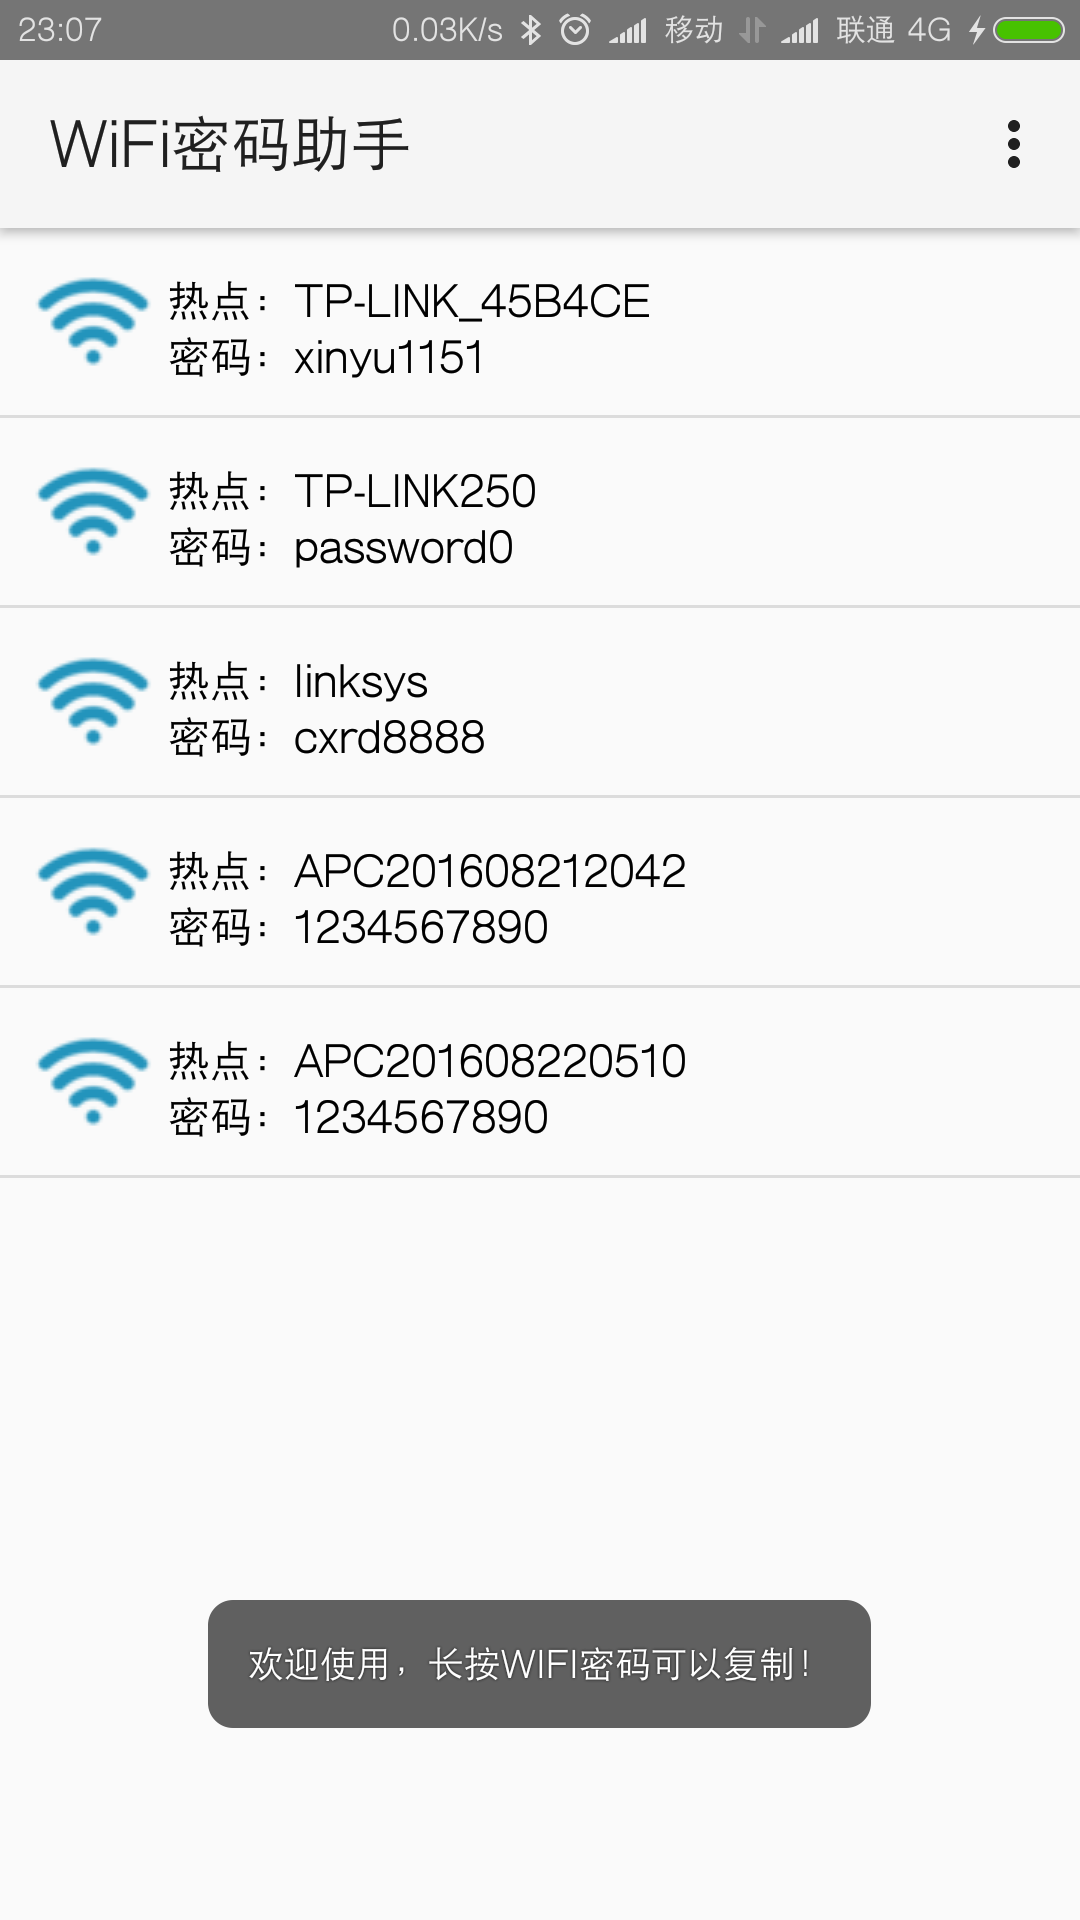 23:07 0.03K/s 移动 联通 4G
WiFi密码助手
热点：TP-LINK_45B4CE
密码：xinyu1151
热点：TP-LINK250
密码：password0
热点：linksys
密码：cxrd8888
热点：APC201608212042
密码：1234567890
热点：APC201608220510
密码：1234567890
欢迎使用，长按WIFI密码可以复制！